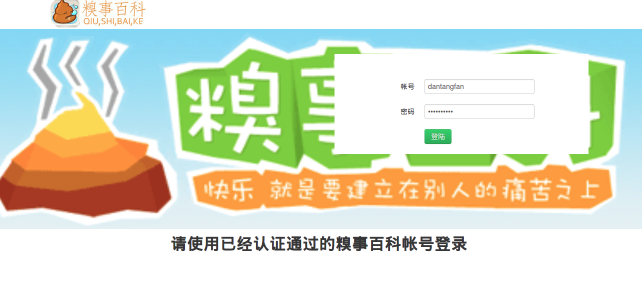 糗事百科
QIU,SHI,BAI,KE
糗事
帐号 dantangfan
密码 ••••••••••
登陆
快乐 就是要建立在别人的痛苦之上
请使用已经认证通过的糗事百科帐号登录